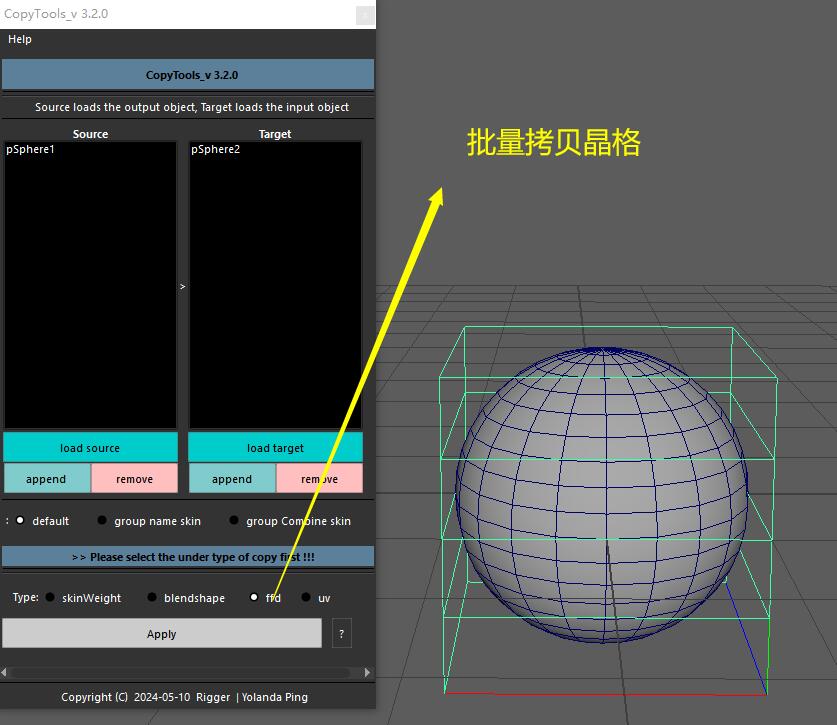 CopyTools_v 3.2.0
Help
CopyTools_v 3.2.0
Source loads the output object, Target loads the input object
Source
Target
pSphere1
pSphere2
批量拷贝晶格
>
load source
load target
append
remove
append
remove
: default
group name skin
group Combine skin
>> Please select the under type of copy first !!!
Type: skinWeight
blendshape
ffd
uv
Apply
?
Copyright (C) 2024-05-10 Rigger | Yolanda Ping